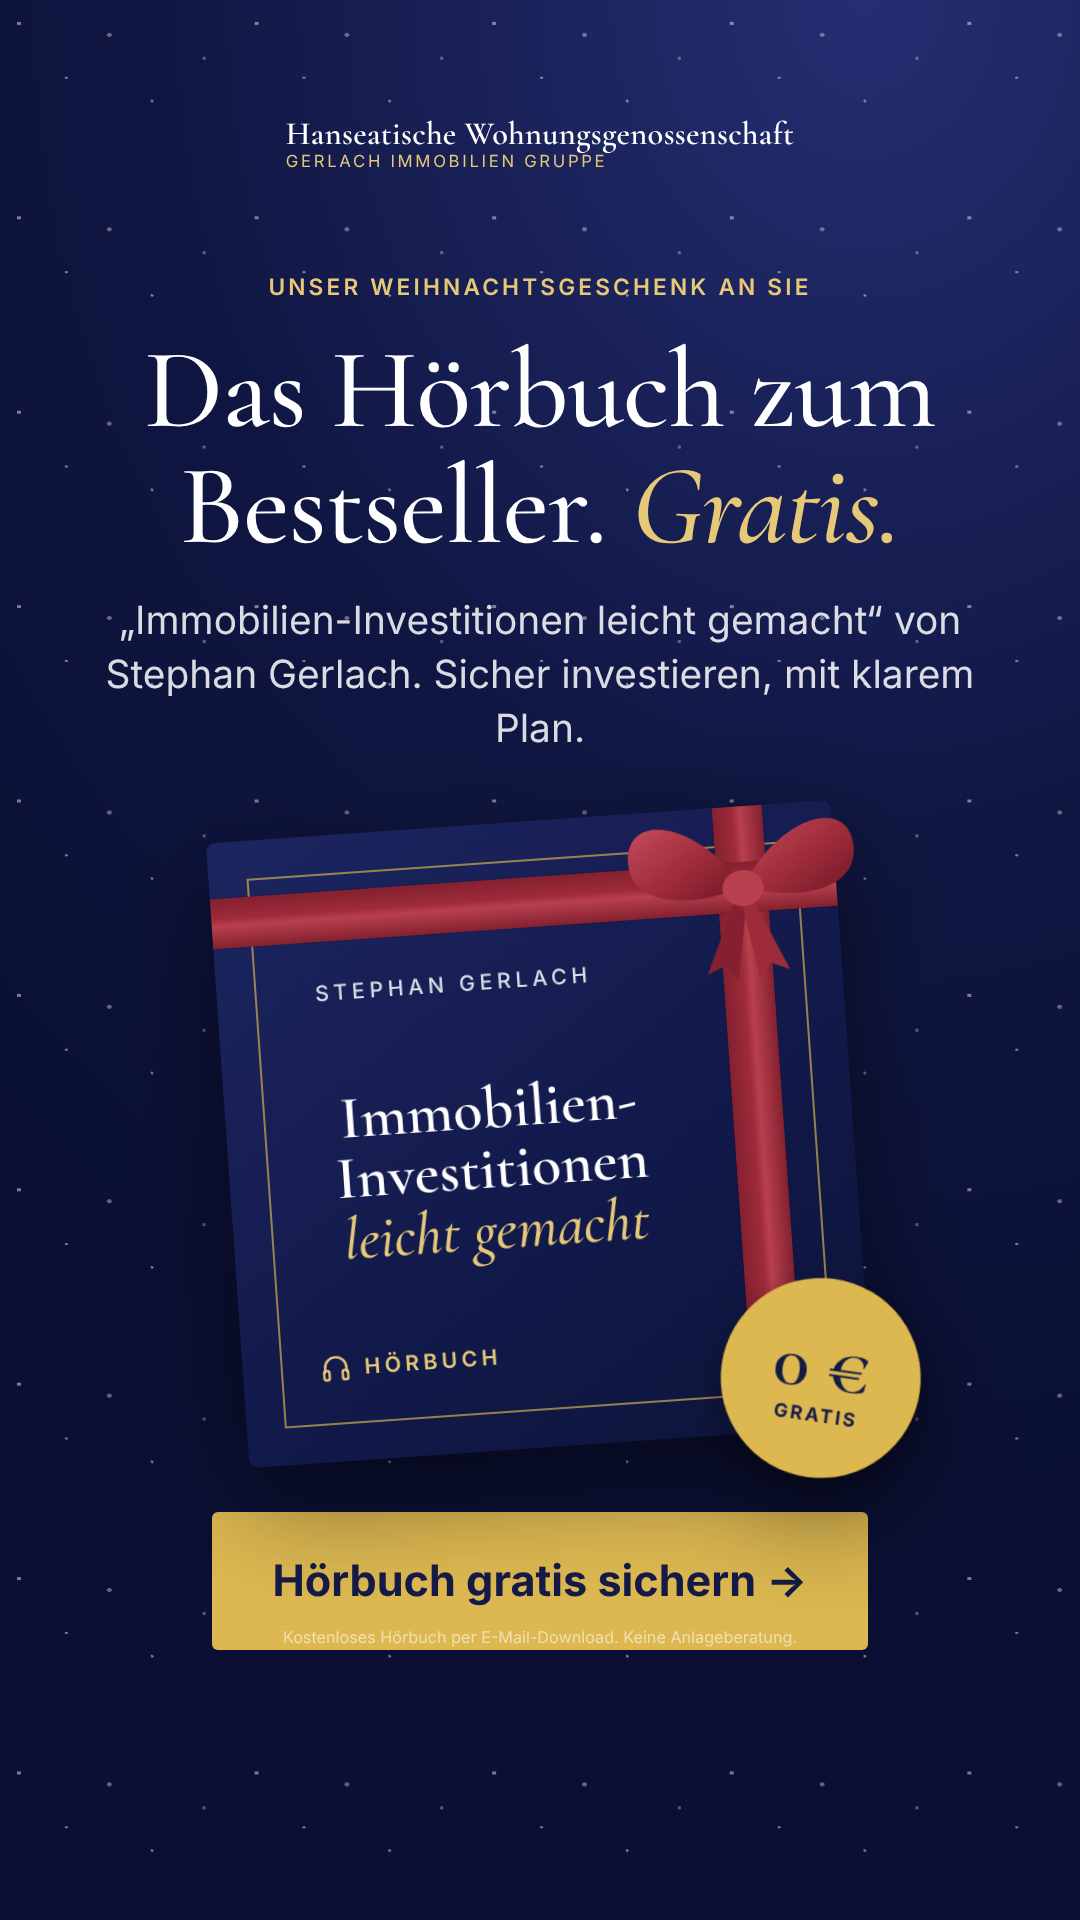 Hanseatische Wohnungsgenossenschaft
GERLACH IMMOBILIEN GRUPPE
UNSER WEIHNACHTSGESCHENK AN SIE
Das Hörbuch zum
Bestseller. Gratis.
„Immobilien-Investitionen leicht gemacht“ von
Stephan Gerlach. Sicher investieren, mit klarem
Plan.
STEPHAN GERLACH
Immobilien-
Investitionen
leicht gemacht
HÖRBUCH
0 €
GRATIS
Hörbuch gratis sichern →
Kostenloses Hörbuch per E-Mail-Download. Keine Anlageberatung.